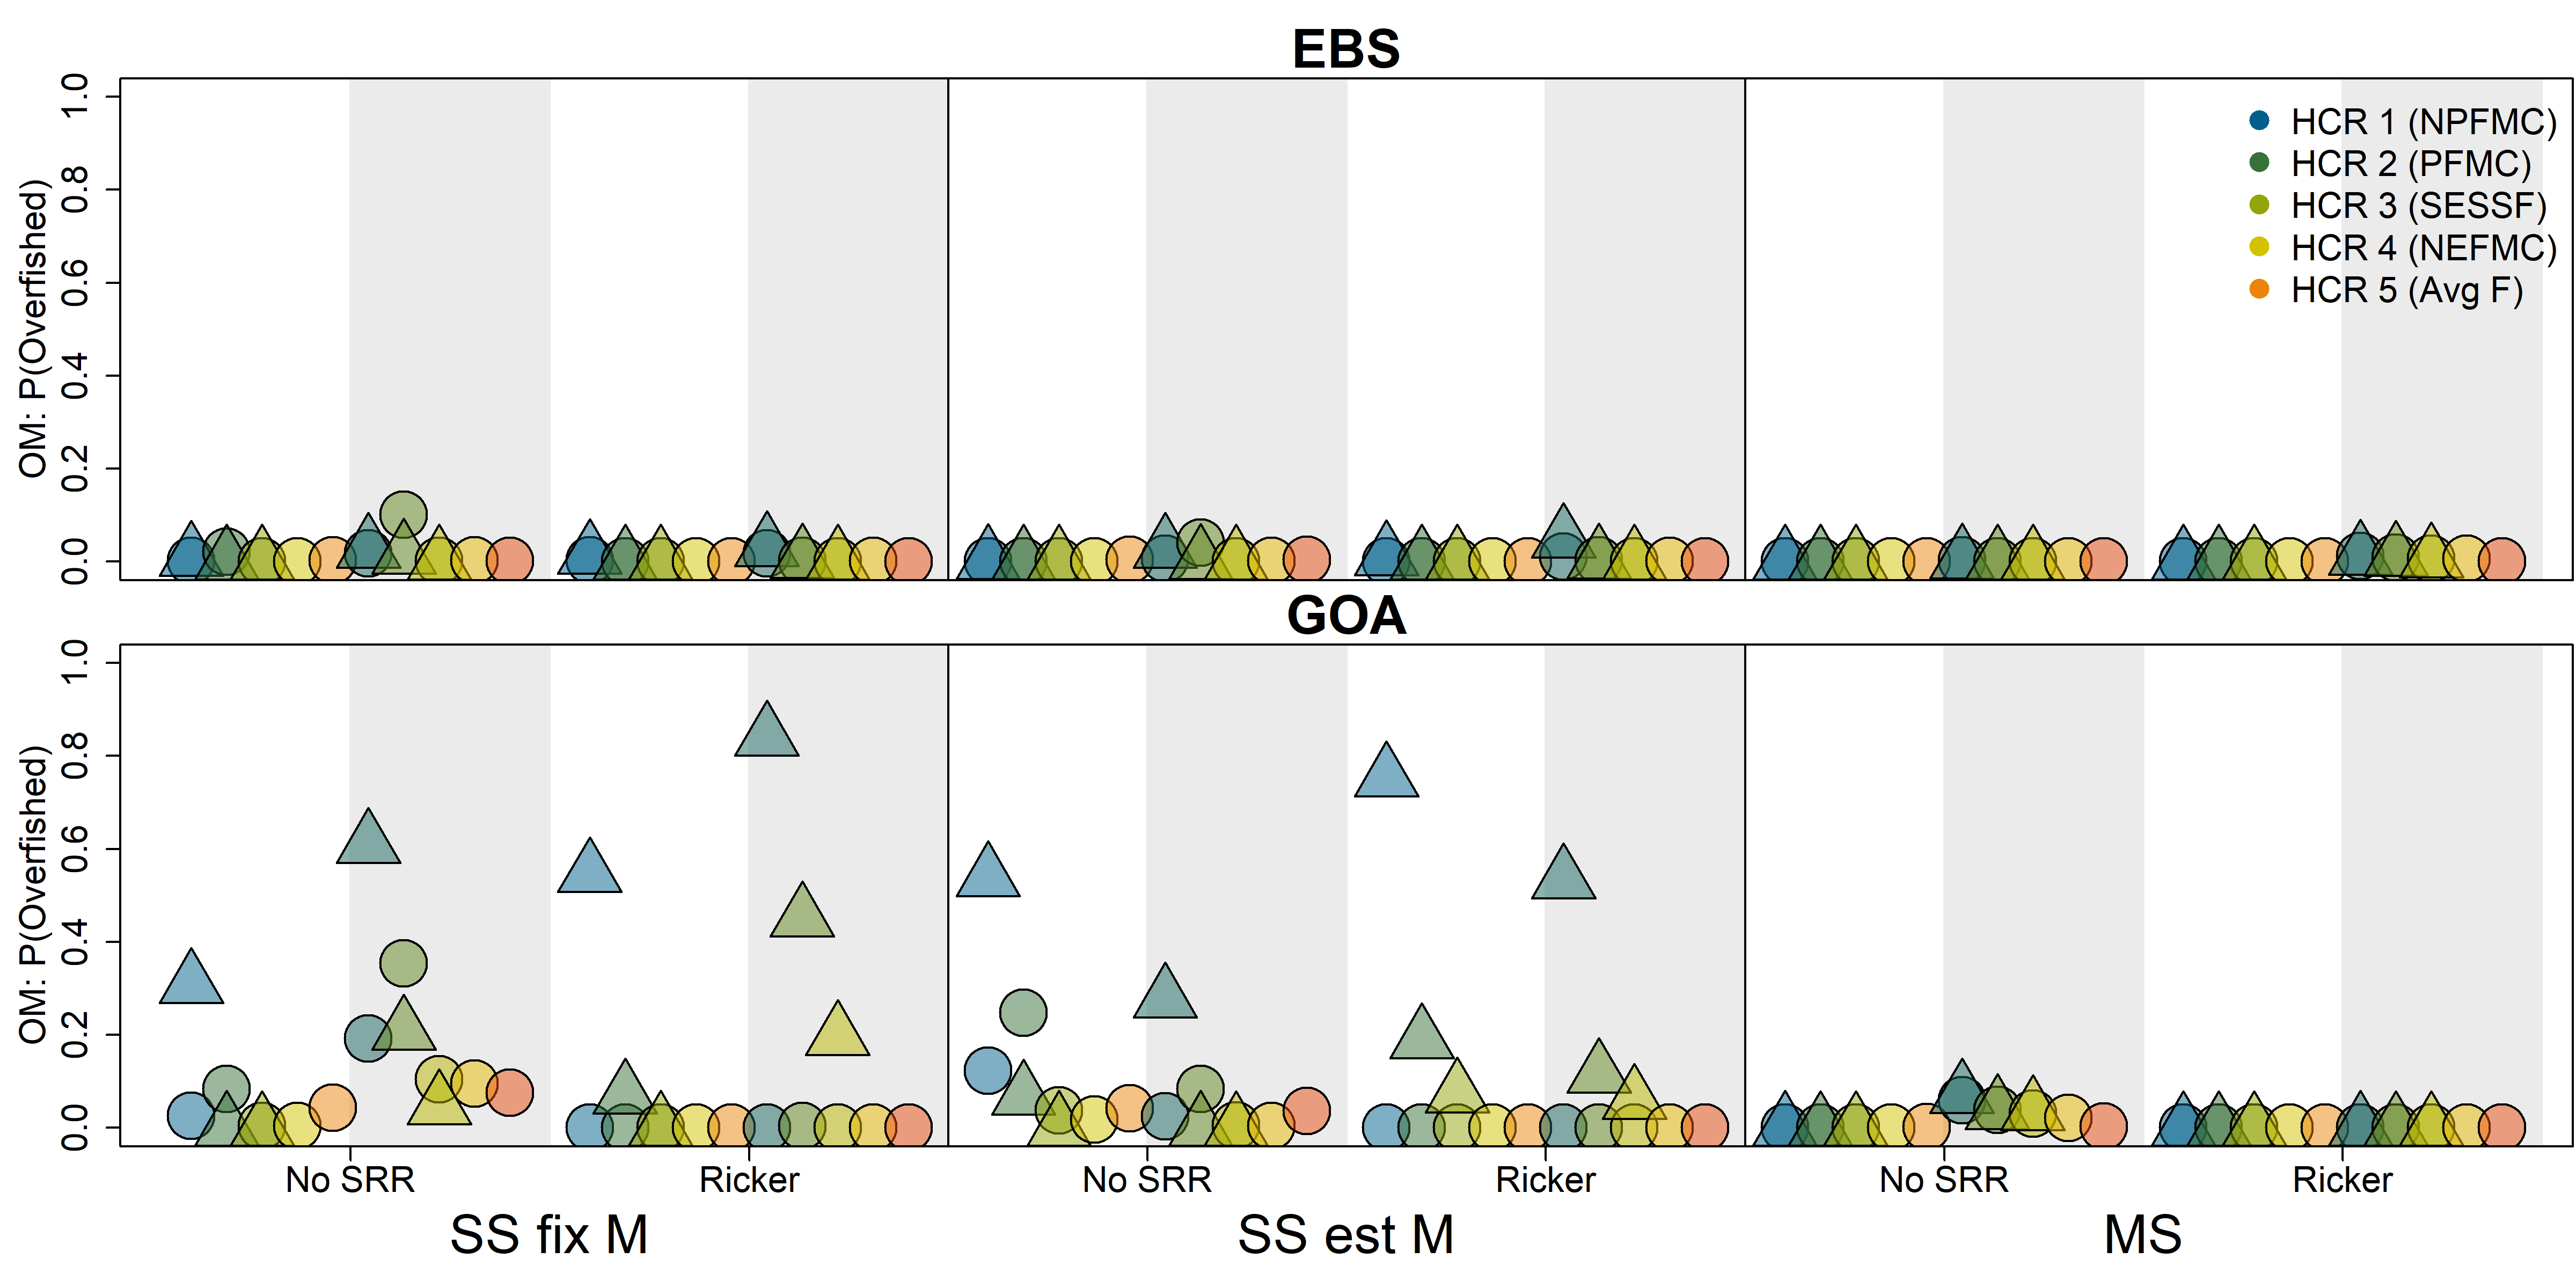 EBS
OM: P(Overfished)
1.0
0.8
0.6
0.4
0.2
0.0
HCR 1 (NPFMC)
HCR 2 (PFMC)
HCR 3 (SESSF)
HCR 4 (NEFMC)
HCR 5 (Avg F)
GOA
OM: P(Overfished)
1.0
0.8
0.6
0.4
0.2
0.0
No SRR Ricker No SRR Ricker No SRR Ricker
SS fix M SS est M MS